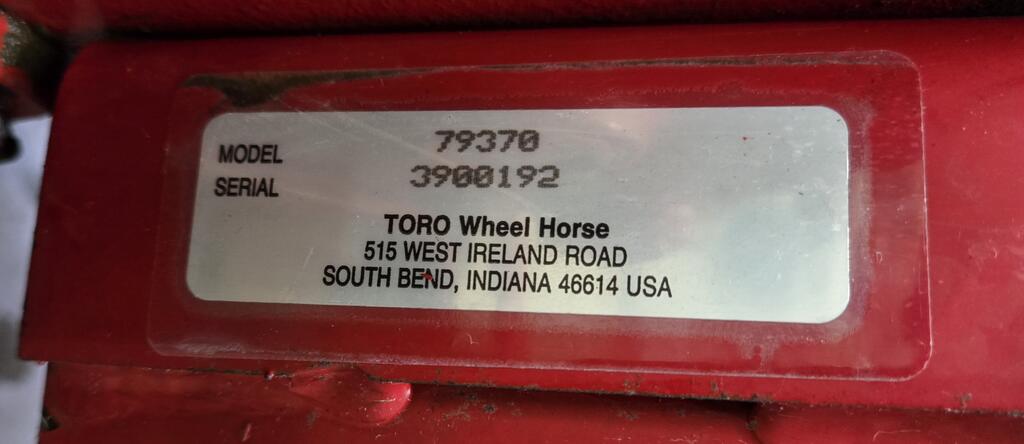 MODEL 79370
SERIAL 3900192
TORO Wheel Horse
515 WEST IRELAND ROAD
SOUTH BEND, INDIANA 46614 USA